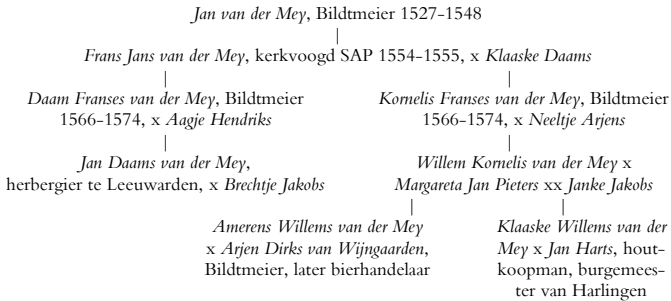 Jan van der Mey, Bildtmeier 1527-1548
Frans Jans van der Mey, kerkvoogd SAP 1554-1555, x Klaaske Daams
Daam Franses van der Mey, Bildtmeier
1566-1574, x Aagje Hendriks
Kornelis Franses van der Mey, Bildtmeier
1566-1574, x Neeltje Arjens
Jan Daams van der Mey,
herbergier te Leeuwarden, x Brechtje Jakobs
Willem Kornelis van der Mey x
Margareta Jan Pieters xx Janke Jakobs
Amerens Willems van der Mey
x Arjen Dirks van Wijngaarden,
Bildtmeier, later bierhandelaar
Klaaske Willems van der
Mey x Jan Harts, hout-
koopman, burgemees-
ter van Harlingen